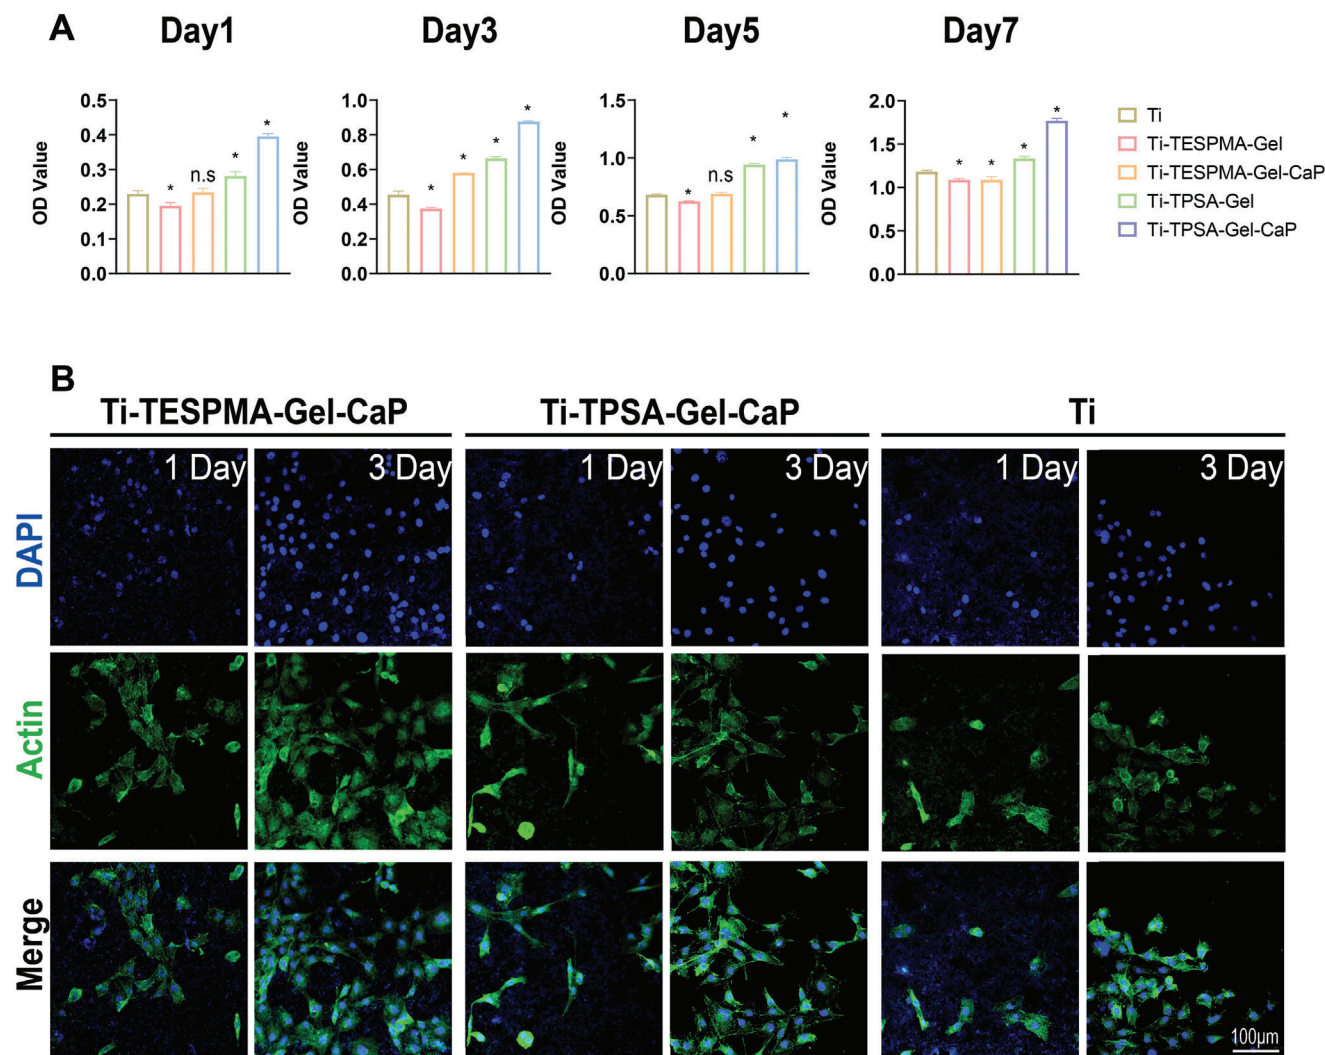 A
Day1 Day3 Day5 Day7
OD Value
0.5
0.4
0.3
0.2
0.1
0.0
* n.s * *
OD Value
1.0
0.8
0.6
0.4
0.2
0.0
* * * *
OD Value
1.5
1.0
0.5
0.0
* n.s * *
OD Value
2.0
1.5
1.0
0.5
0.0
* * * *
Ti
Ti-TESPMA-Gel
Ti-TESPMA-Gel-CaP
Ti-TPSA-Gel
Ti-TPSA-Gel-CaP
B
Ti-TESPMA-Gel-CaP Ti-TPSA-Gel-CaP Ti
1 Day 3 Day 1 Day 3 Day 1 Day 3 Day
DAPI
Actin
Merge
100μm